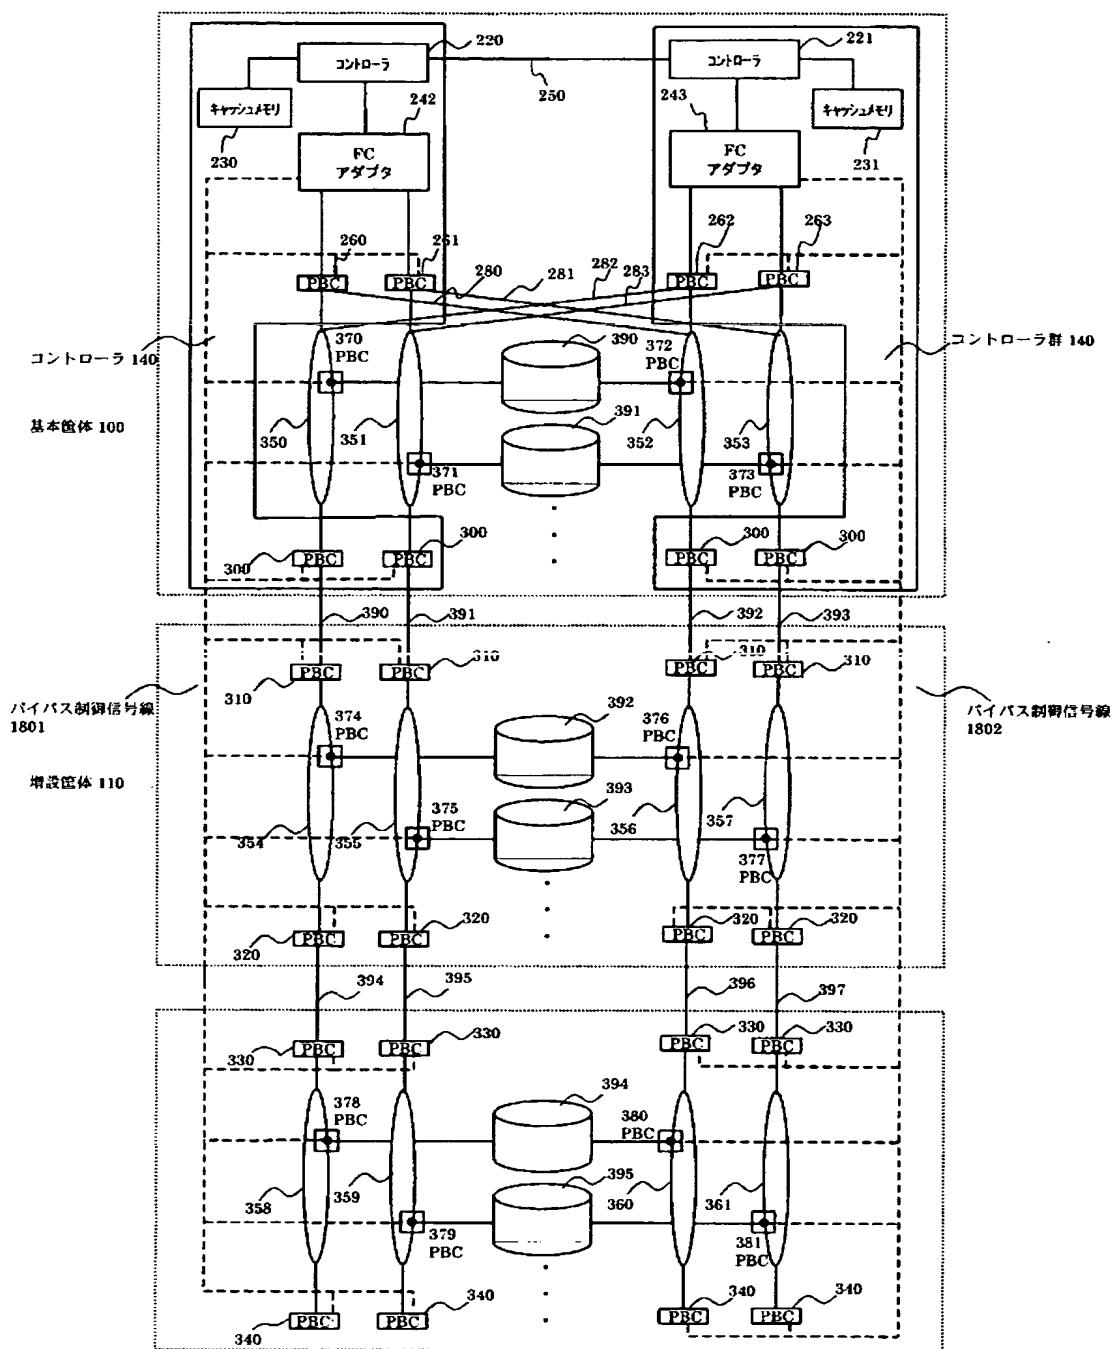 220
コントローラ
221
コントローラ
250
キャッシュメモリ
230
242
FC
アダプタ
243
FC
アダプタ
キャッシュメモリ
231
260
PBC
261
PBC
280
281
282
283
262
PBC
263
PBC
コントローラ 140
コントローラ群 140
370
PBC
390
372
PBC
基本筐体 100
350
351
391
352
353
371
PBC
373
PBC
300
PBC
300
PBC
300
PBC
300
PBC
390
391
392
393
310
PBC
310
PBC
310
PBC
310
PBC
バイパス制御信号線
1801
バイパス制御信号線
1802
374
PBC
392
376
PBC
増設筐体 110
354
355
375
PBC
393
356
357
377
PBC
320
PBC
320
PBC
320
PBC
320
PBC
394
395
396
397
330
PBC
330
PBC
330
PBC
330
PBC
378
PBC
394
380
PBC
358
359
379
PBC
395
360
361
381
PBC
340
PBC
340
PBC
340
PBC
340
PBC